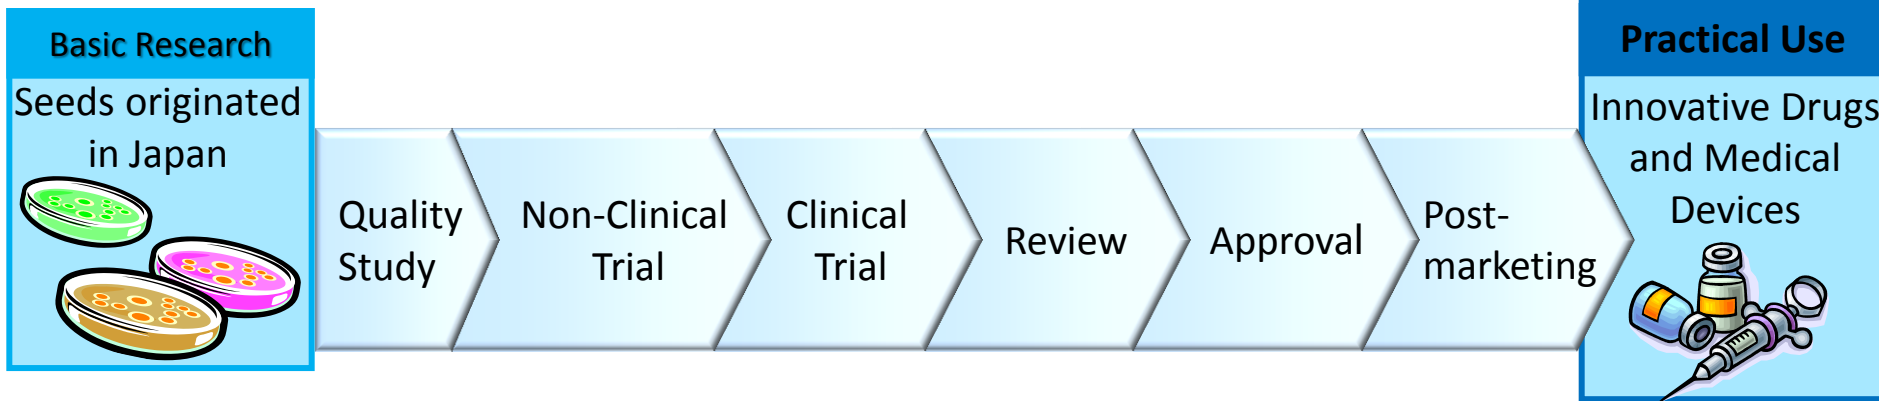 Basic Research
Seeds originated
in Japan
Quality
Study
Non-Clinical
Trial
Clinical
Trial
Review
Approval
Post-
marketing
Practical Use
Innovative Drugs
and Medical
Devices